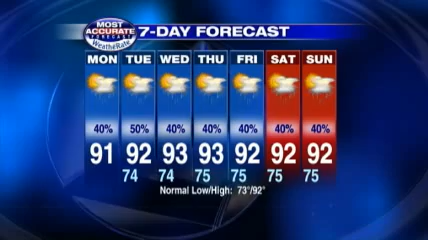 MOST
ACCURATE
FORECAST
WeatheRate
7-DAY FORECAST
MON TUE WED THU FRI SAT SUN
40% 50% 40% 40% 40% 40% 40%
91 92 93 93 92 92 92
74 74 75 75 75 75
Normal Low/High: 73°/92°